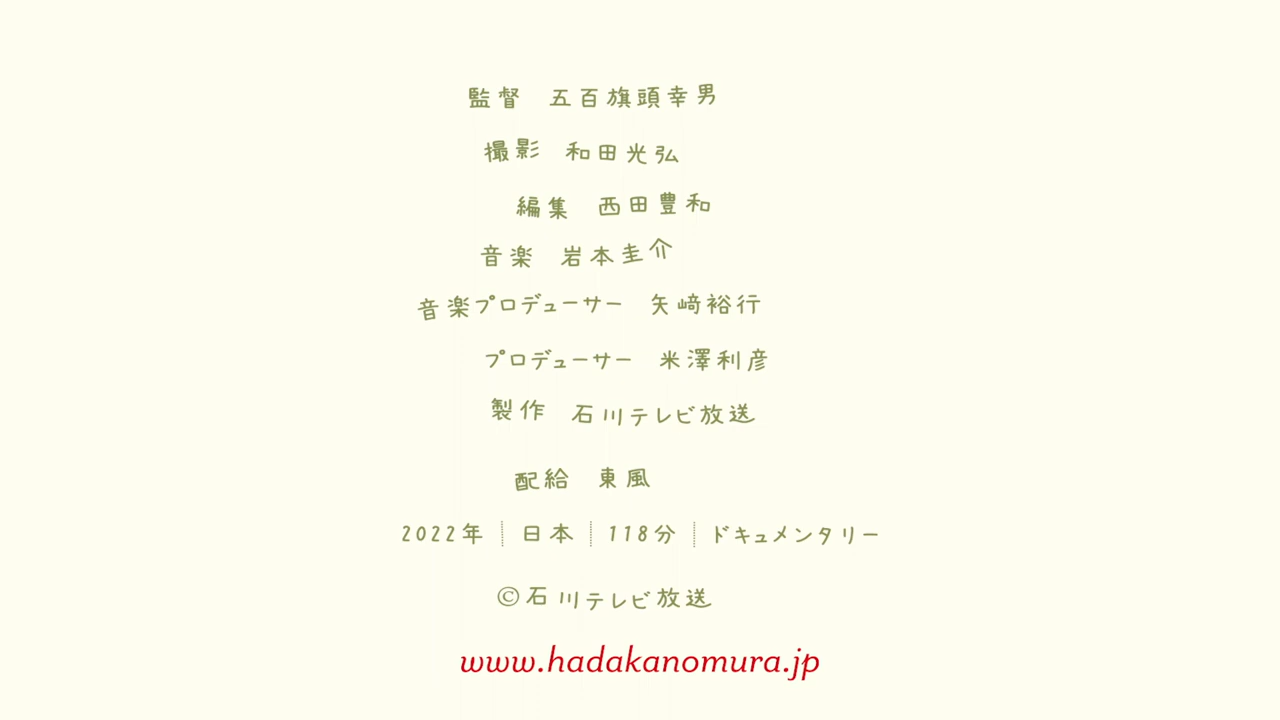 監督　五百旗頭幸男
撮影　和田光弘
編集　西田豊和
音楽　岩本圭介
音楽プロデューサー　矢﨑裕行
プロデューサー　米澤利彦
製作　石川テレビ放送
配給　東風
2022年｜日本｜118分｜ドキュメンタリー
©石川テレビ放送
www.hadakanomura.jp